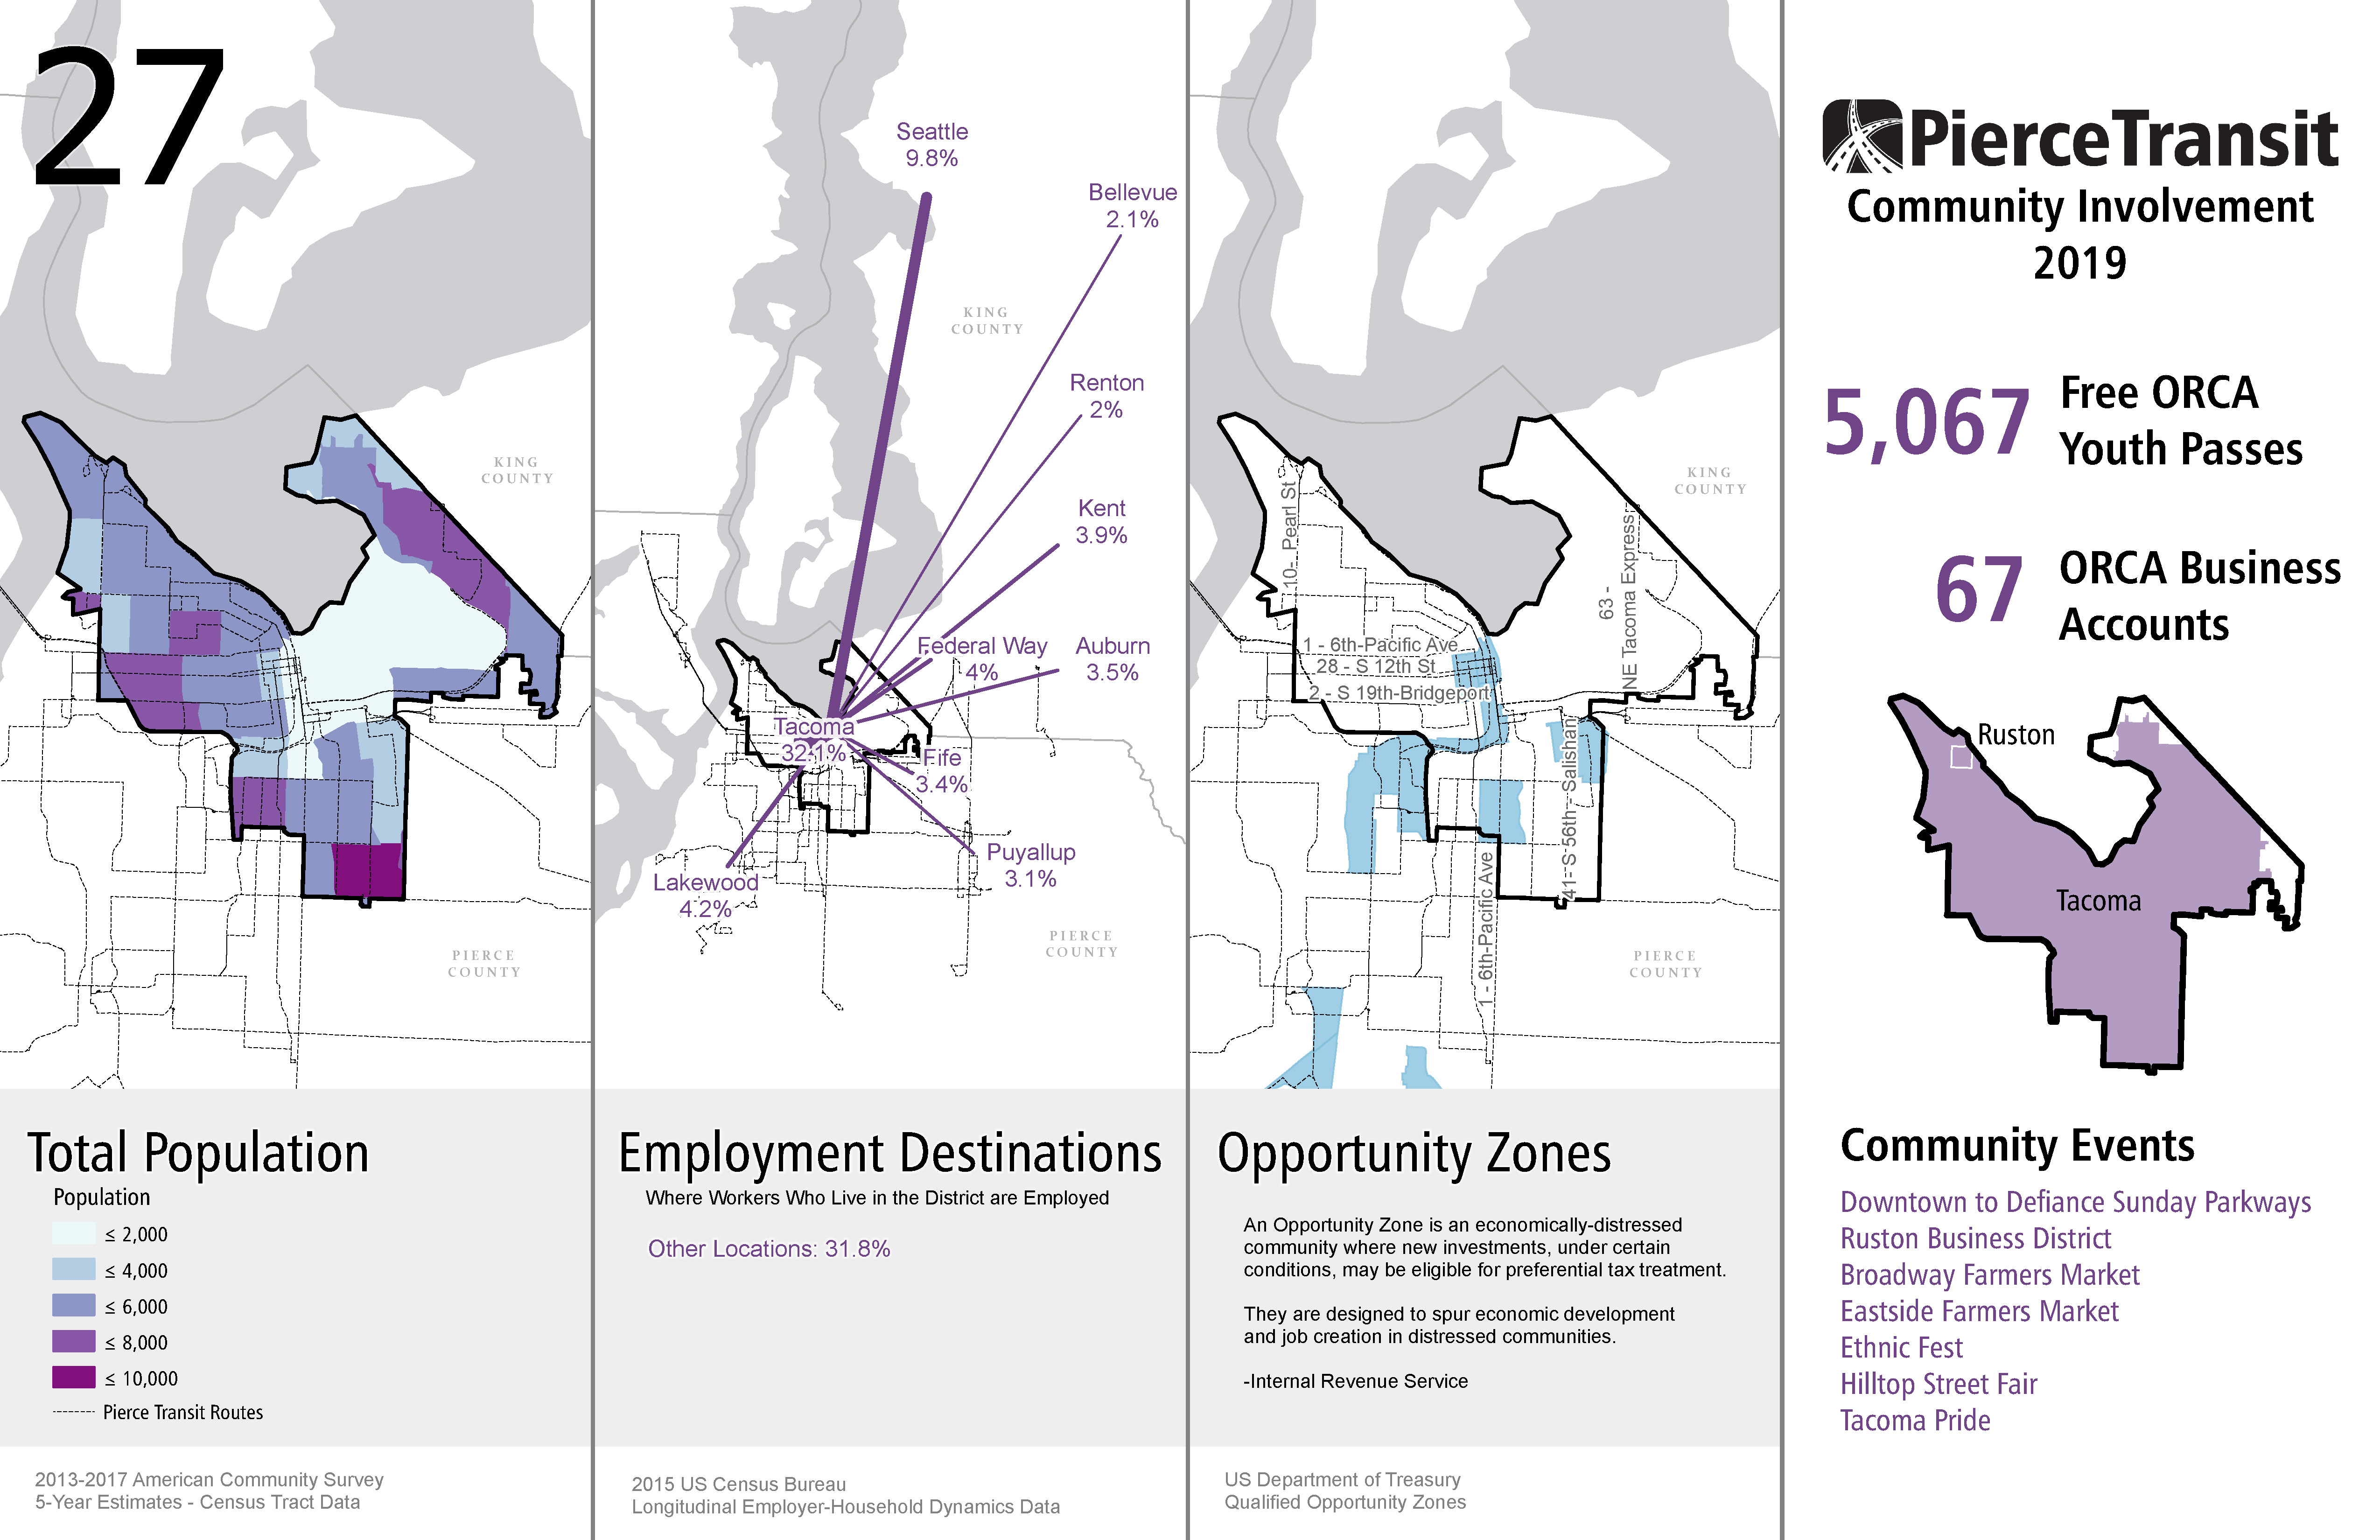 27
KING
COUNTY
PIERCE
COUNTY
Total Population
Population
≤ 2,000
≤ 4,000
≤ 6,000
≤ 8,000
≤ 10,000
Pierce Transit Routes
2013-2017 American Community Survey
5-Year Estimates - Census Tract Data
Seattle
9.8%
Bellevue
2.1%
KING
COUNTY
Renton
2%
Kent
3.9%
Federal Way
4%
Auburn
3.5%
Tacoma
32.1%
Fife
3.4%
Puyallup
3.1%
Lakewood
4.2%
PIERCE
COUNTY
Employment Destinations
Where Workers Who Live in the District are Employed
Other Locations: 31.8%
2015 US Census Bureau
Longitudinal Employer-Household Dynamics Data
KING
COUNTY
10- Pearl St
63 -
NE Tacoma Express
1 - 6th-Pacific Ave
28 - S 12th St
2 - S 19th-Bridgeport
41- S 56th - Salishan
1 - 6th-Pacific Ave
PIERCE
COUNTY
Opportunity Zones
An Opportunity Zone is an economically-distressed
community where new investments, under certain
conditions, may be eligible for preferential tax treatment.
They are designed to spur economic development
and job creation in distressed communities.
-Internal Revenue Service
US Department of Treasury
Qualified Opportunity Zones
PierceTransit
Community Involvement
2019
5,067
Free ORCA
Youth Passes
67
ORCA Business
Accounts
Ruston
Tacoma
Community Events
Downtown to Defiance Sunday Parkways
Ruston Business District
Broadway Farmers Market
Eastside Farmers Market
Ethnic Fest
Hilltop Street Fair
Tacoma Pride